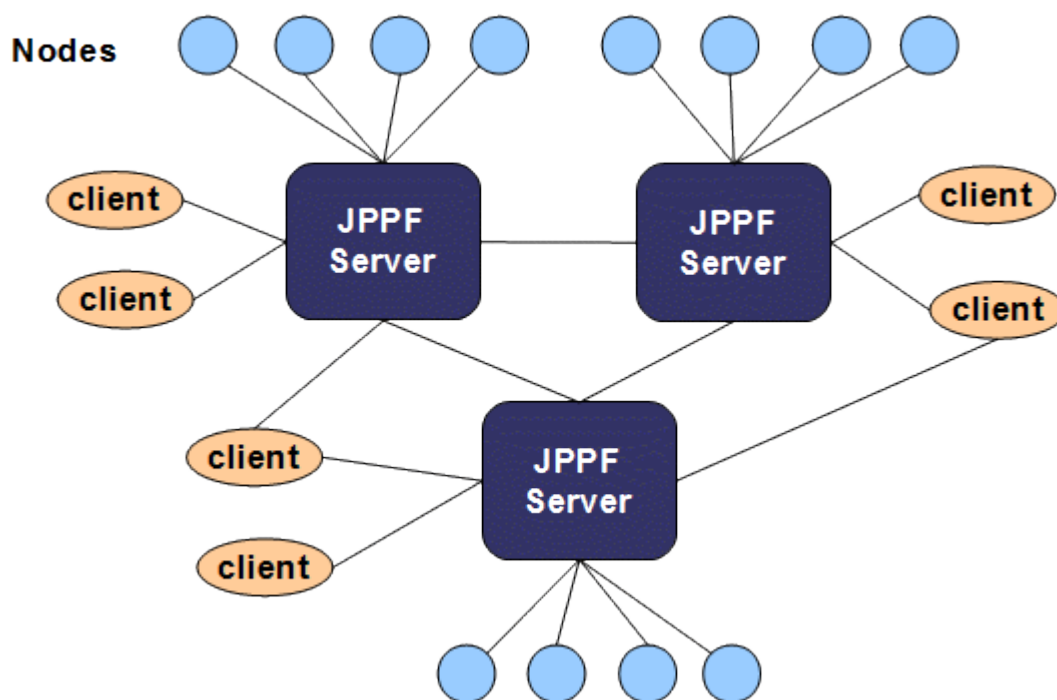 Nodes
client
client
JPPF
Server
JPPF
Server
client
client
client
client
JPPF
Server